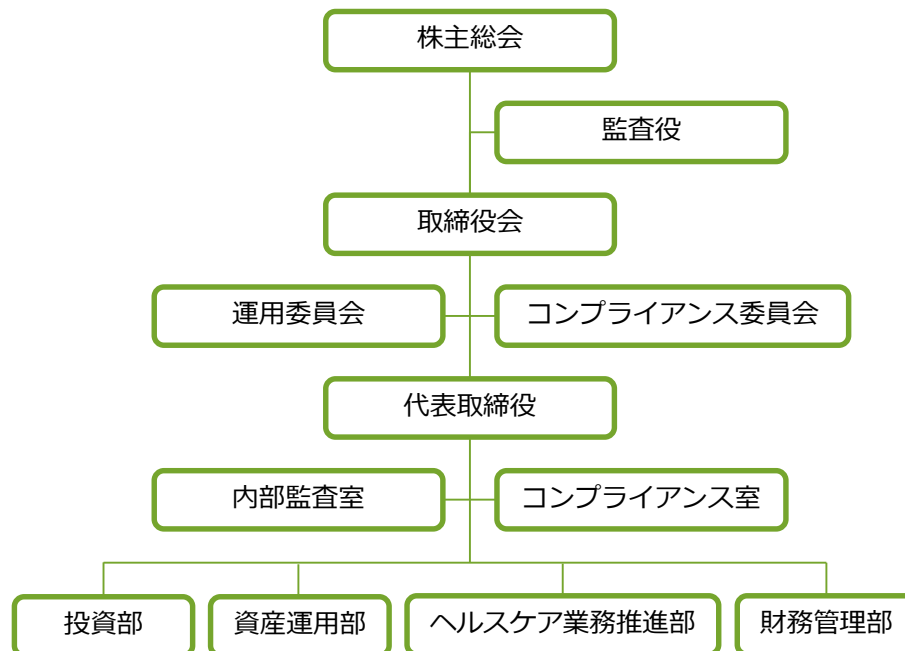 株主総会
監査役
取締役会
運用委員会
コンプライアンス委員会
代表取締役
内部監査室
コンプライアンス室
投資部
資産運用部
ヘルスケア業務推進部
財務管理部